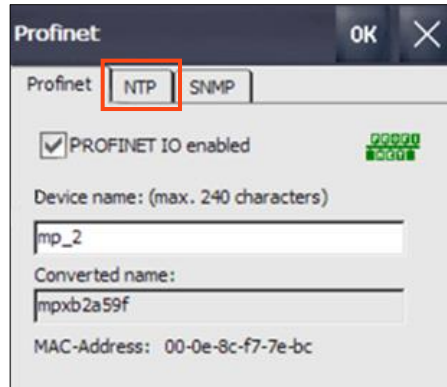 Profinet OK
Profinet NTP SNMP
PROFINET IO enabled
Device name: (max. 240 characters)
mp_2
Converted name:
mpxb2a59f
MAC-Address: 00-0e-8c-f7-7e-bc